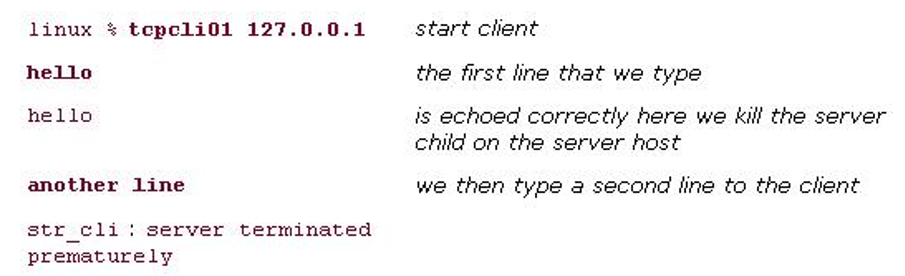 linux % tcpcli01 127.0.0.1 start client
hello the first line that we type
hello is echoed correctly here we kill the server
child on the server host
another line we then type a second line to the client
str_cli : server terminated
prematurely